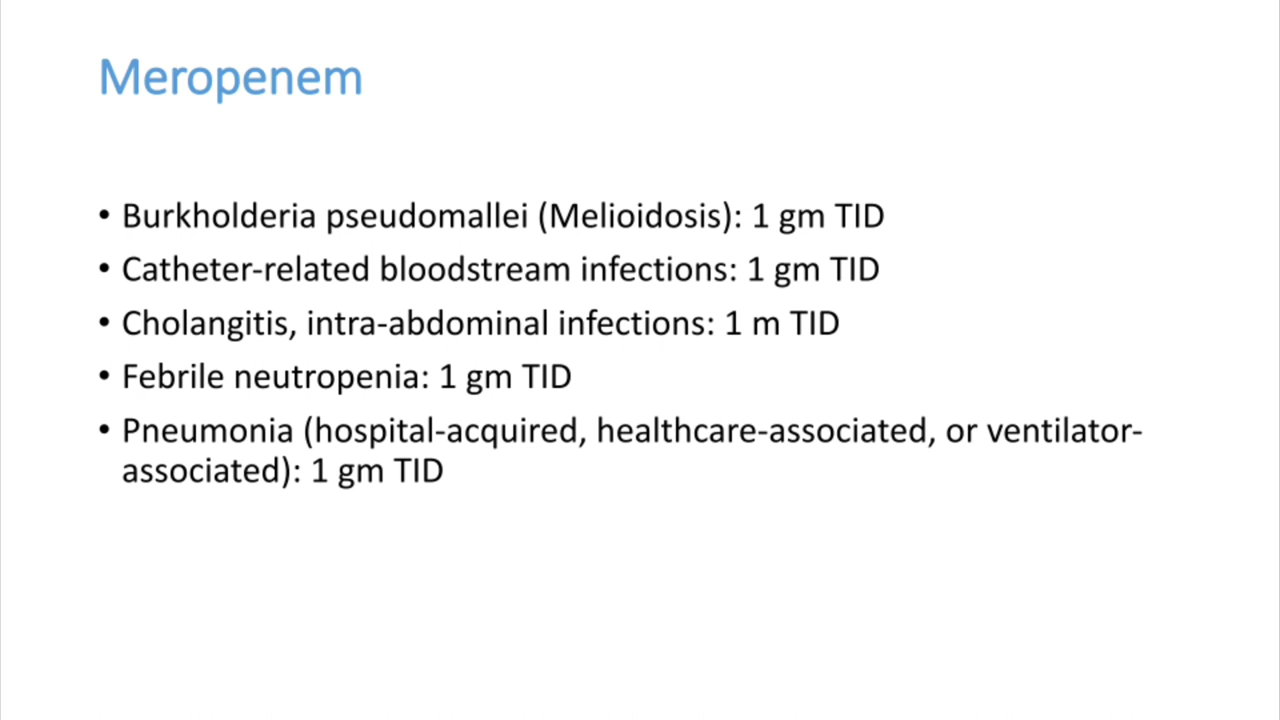 Meropenem
• Burkholderia pseudomallei (Melioidosis): 1 gm TID
• Catheter-related bloodstream infections: 1 gm TID
• Cholangitis, intra-abdominal infections: 1 m TID
• Febrile neutropenia: 1 gm TID
• Pneumonia (hospital-acquired, healthcare-associated, or ventilator-
associated): 1 gm TID